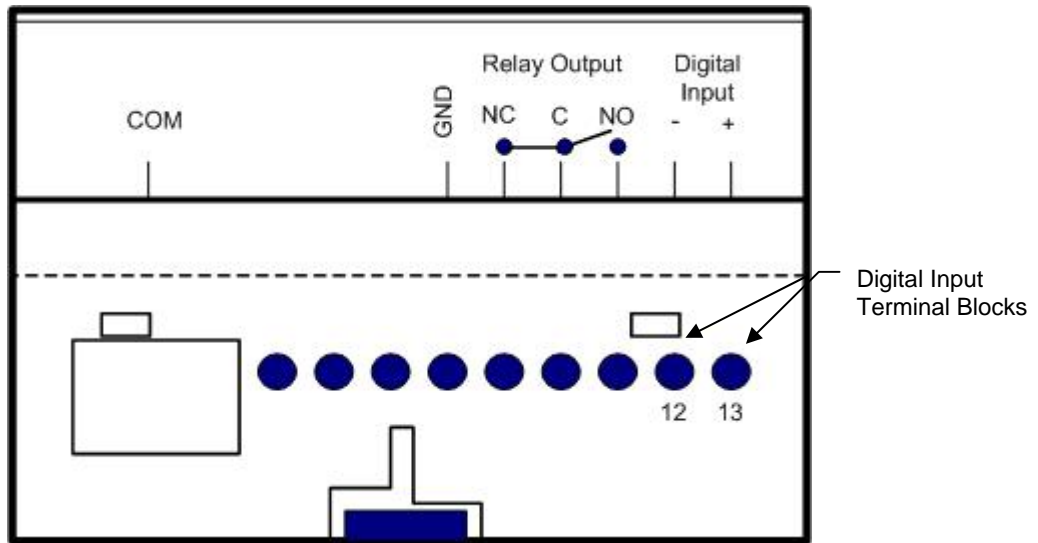 Relay Output
Digital
Input
COM
GND
NC C NO - +
Digital Input
Terminal Blocks
12 13